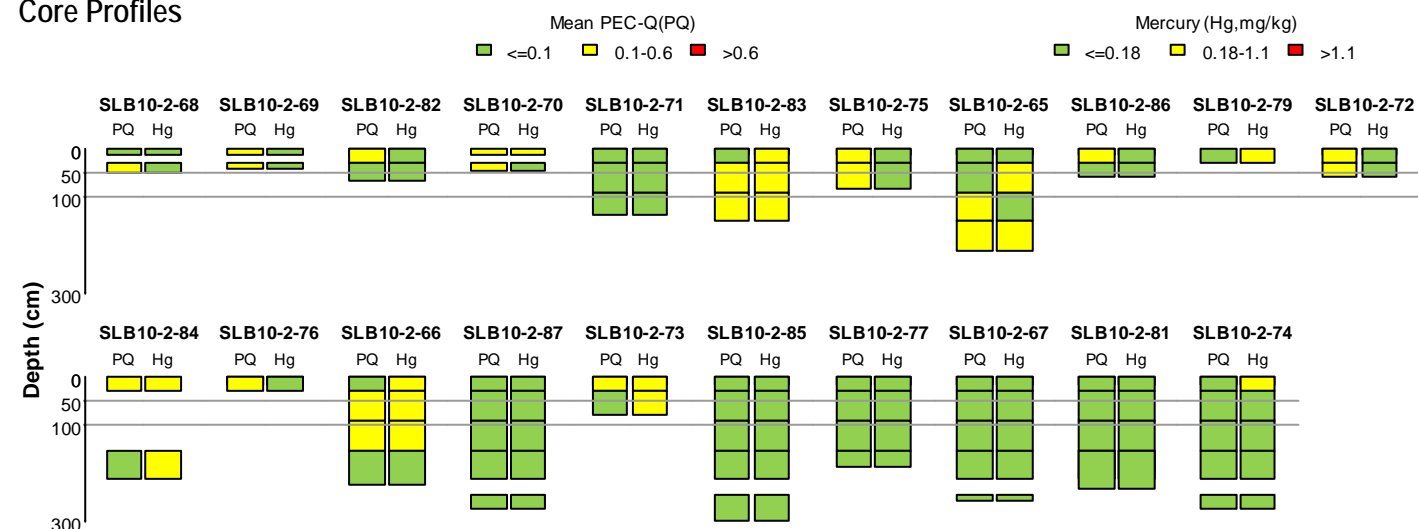 Core Profiles
Mean PEC-Q(PQ)
<=0.1 0.1-0.6 >0.6
Mercury (Hg,mg/kg)
<=0.18 0.18-1.1 >1.1
SLB10-2-68 SLB10-2-69 SLB10-2-82 SLB10-2-70 SLB10-2-71 SLB10-2-83 SLB10-2-75 SLB10-2-65 SLB10-2-86 SLB10-2-79 SLB10-2-72
PQ Hg PQ Hg PQ Hg PQ Hg PQ Hg PQ Hg PQ Hg PQ Hg PQ Hg PQ Hg PQ Hg
0
50
100
300
Depth (cm)
SLB10-2-84 SLB10-2-76 SLB10-2-66 SLB10-2-87 SLB10-2-73 SLB10-2-85 SLB10-2-77 SLB10-2-67 SLB10-2-81 SLB10-2-74
PQ Hg PQ Hg PQ Hg PQ Hg PQ Hg PQ Hg PQ Hg PQ Hg PQ Hg PQ Hg
0
50
100
300